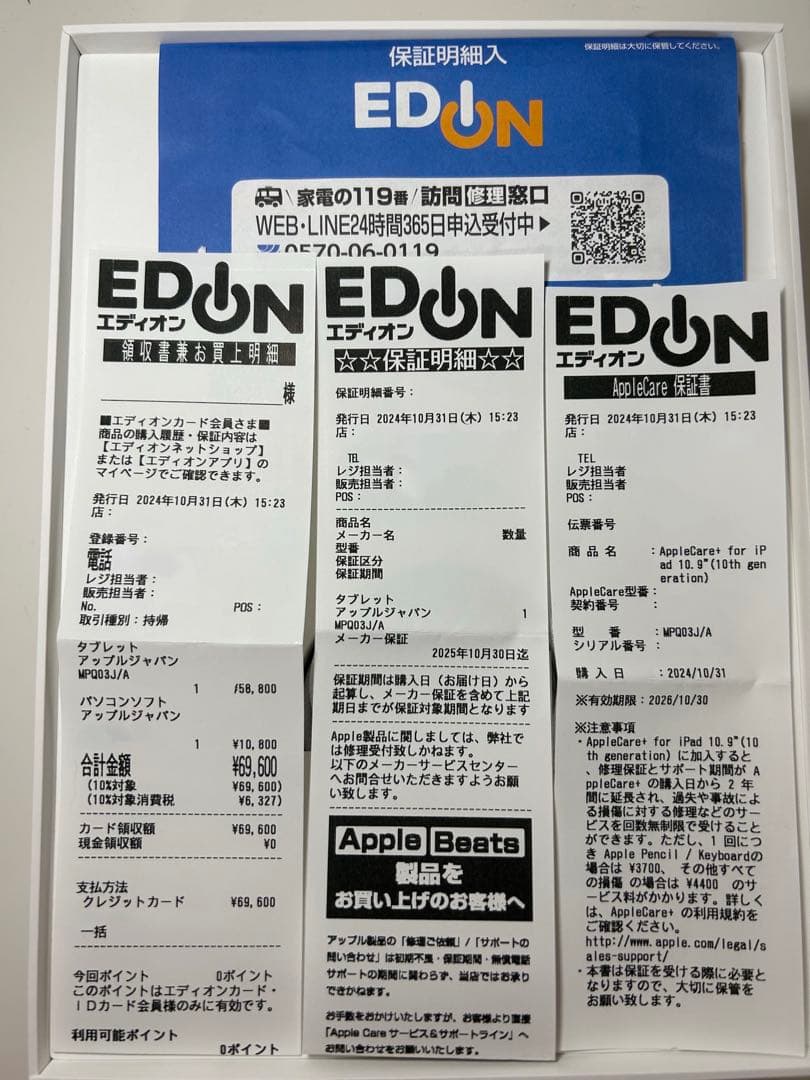 保証明細入
保証明細は大切に保管してください。
EDION
家電の119番/訪問修理窓口
WEB・LINE24時間365日申込受付中▶
0570-06-0119
EDION
エディオン
領収書兼お買上明細
様
■エディオンカード会員さま■
商品の購入履歴・保証内容は
【エディオンネットショップ】
または【エディオンアプリ】の
マイページでご確認できます。
発行日 2024年10月31日(木) 15:23
店:
登録番号:
電話
レジ担当者:
販売担当者:
No. POS:
取引種別:持帰
タブレット
アップルジャパン
MPQ03J/A
1 ¥58,800
パソコンソフト
アップルジャパン
1 ¥10,800
合計金額 ¥69,600
(10%対象 ¥69,600)
(10%対象消費税 ¥6,327)
カード領収額 ¥69,600
現金領収額 ¥0
支払方法
クレジットカード ¥69,600
一括
今回ポイント 0ポイント
このポイントはエディオンカード・
IDカード会員様のみに有効です。
利用可能ポイント
0ポイント
EDION
エディオン
☆☆保証明細☆☆
保証明細番号:
発行日 2024年10月31日(木) 15:23
店:
TEL
レジ担当者:
販売担当者:
POS:
商品名
メーカー名 数量
型番
保証区分
保証期間
タブレット
アップルジャパン 1
MPQ03J/A
メーカー保証
2025年10月30日迄
保証期間は購入日(お届け日)から
起算し、メーカー保証を含めて上記
期日までが保証対象期間となります
Apple製品に関しましては、弊社で
は修理受付致しかねます。
以下のメーカーサービスセンター
へお問合せいただきますようお願
い致します。
Apple Beats
製品を
お買い上げのお客様へ
アップル製品の「修理ご依頼」/「サポートの
問い合わせ」は初期不良・保証期間・無償電話
サポートの期間に関わらず、当店ではお承り
できかねます。
お手数をおかけいたしますが、お客様より直接
「Apple Care サービス&サポートライン」へ
お問い合わせをお願いいたします。
EDION
エディオン
AppleCare 保証書
発行日 2024年10月31日(木) 15:23
店:
TEL
レジ担当者
販売担当者
POS:
伝票番号
商品名 :AppleCare+ for iP
ad 10.9"(10th gen
eration)
AppleCare型番:
契約番号 :
型 番 :MPQ03J/A
シリアル番号 :
購入日 :2024/10/31
※有効期限:2026/10/30
※注意事項
・AppleCare+ for iPad 10.9"(10
th generation) に加入すると
、修理保証とサポート期間が A
ppleCare+ の購入日から 2 年
間に延長され、過失や事故によ
る損傷に対する修理などのサー
ビスを回数無制限で受けること
ができます。ただし、1 回につ
き Apple Pencil / Keyboardの
場合は ¥3700、 その他すべて
の損傷 の場合は ¥4400 のサ
ービス料がかかります。詳しく
は、AppleCare+ の利用規約を
ご確認ください。
http://www.apple.com/legal/s
ales-support/
・本書は保証を受ける際に必要と
なりますので、大切に保管を
お願い致します。